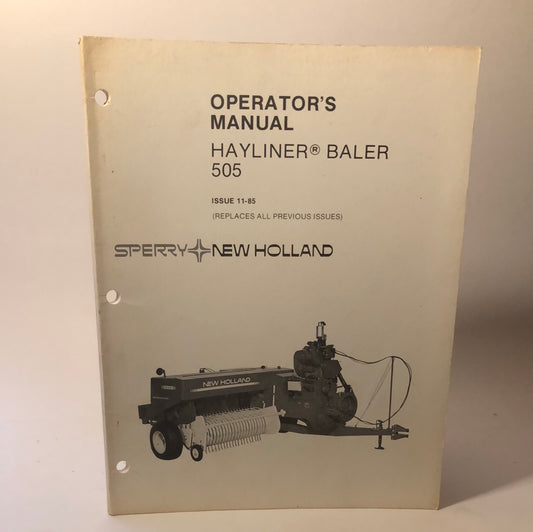 OPERATOR'S
MANUAL
HAYLINER® BALER
505
ISSUE 11-85
(REPLACES ALL PREVIOUS ISSUES)
SPERRY NEW HOLLAND
NEW HOLLAND